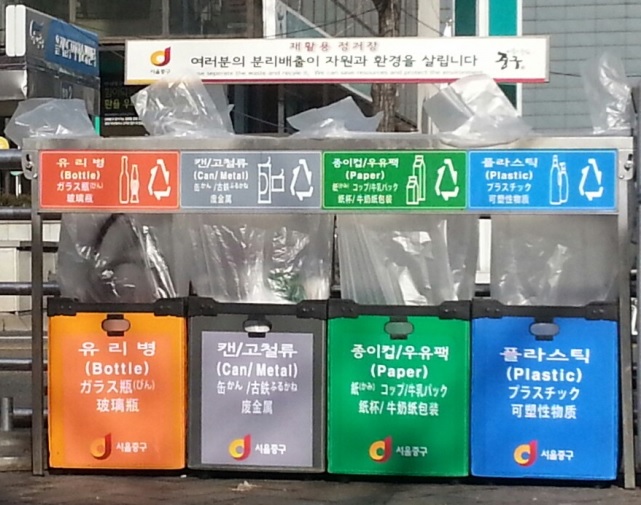 재활용 정거장
서울중구
여러분의 분리배출이 자원과 환경을 살립니다
중구
유리병
(Bottle)
ガラス瓶(びん)
玻璃瓶
캔/고철류
(Can/Metal)
缶かん/古鉄ふるかね
废金属
종이컵/우유팩
(Paper)
紙(かみ) コップ/牛乳パック
纸杯/牛奶纸包装
플라스틱
(Plastic)
プラスチック
可塑性物质
유리병
(Bottle)
ガラス瓶(びん)
玻璃瓶
서울중구
캔/고철류
(Can/Metal)
缶かん/古鉄ふるかね
废金属
서울중구
종이컵/우유팩
(Paper)
紙(かみ) コップ/牛乳パック
纸杯/牛奶纸包装
서울중구
플라스틱
(Plastic)
プラスチック
可塑性物质
서울중구